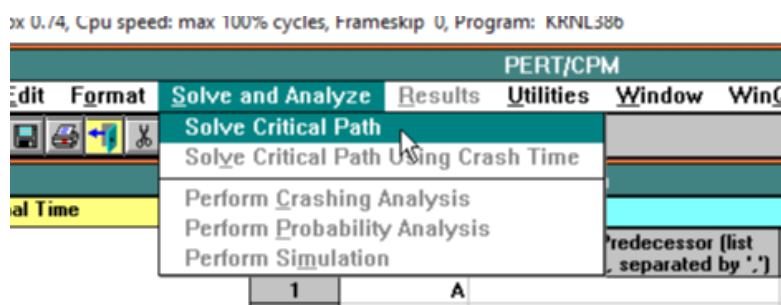 ox 0.74, Cpu speed: max 100% cycles, Frameskip 0, Program: KRNL386
PERT/CPM
Edit Format Solve and Analyze Results Utilities Window WinQ
Solve Critical Path
Solve Critical Path Using Crash Time
Perform Crashing Analysis
Perform Probability Analysis
Perform Simulation
al Time
Predecessor (list
, separated by ',')
1 A